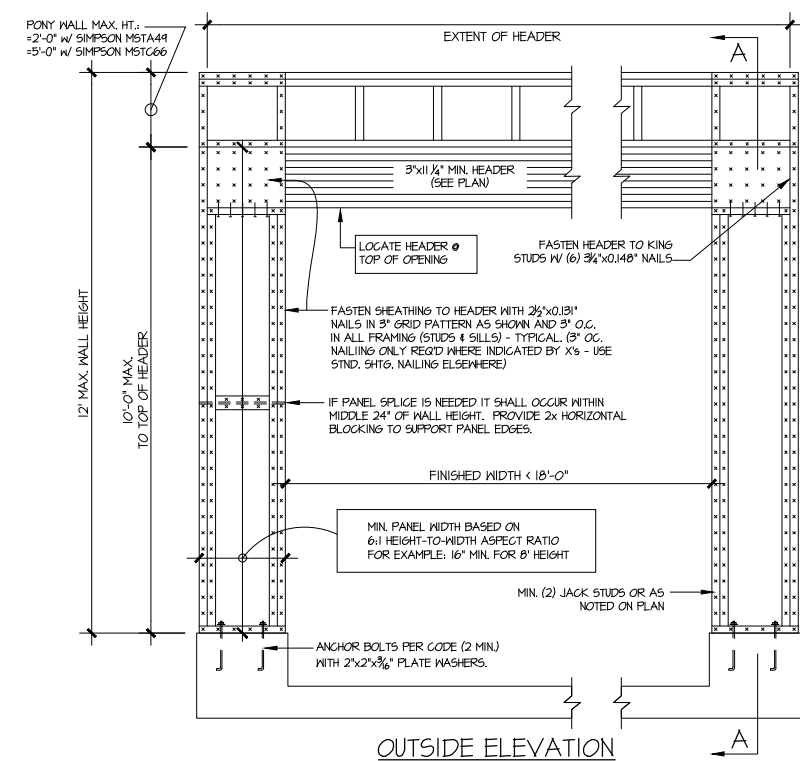 PONY WALL MAX. HT.:
=2'-0" W/ SIMPSON MSTA49
=5'-0" W/ SIMPSON MSTC66
EXTENT OF HEADER
A
3"x11 1/4" MIN. HEADER
(SEE PLAN)
LOCATE HEADER @
TOP OF OPENING
FASTEN HEADER TO KING
STUDS W/ (6) 3 1/4"x0.148" NAILS
12' MAX. WALL HEIGHT
10'-0" MAX.
TO TOP OF HEADER
FASTEN SHEATHING TO HEADER WITH 2 1/2"x0.131"
NAILS IN 3" GRID PATTERN AS SHOWN AND 3" O.C.
IN ALL FRAMING (STUDS & SILLS) - TYPICAL. (3" OC.
NAILIING ONLY REQ'D WHERE INDICATED BY X's - USE
STND. SHTG. NAILING ELSEWHERE)
IF PANEL SPLICE IS NEEDED IT SHALL OCCUR WITHIN
MIDDLE 24" OF WALL HEIGHT. PROVIDE 2x HORIZONTAL
BLOCKING TO SUPPORT PANEL EDGES.
FINISHED WIDTH < 18'-0"
MIN. PANEL WIDTH BASED ON
6:1 HEIGHT-TO-WIDTH ASPECT RATIO
FOR EXAMPLE: 16" MIN. FOR 8' HEIGHT
MIN. (2) JACK STUDS OR AS
NOTED ON PLAN
ANCHOR BOLTS PER CODE (2 MIN.)
WITH 2"x2"x3/16" PLATE WASHERS.
OUTSIDE ELEVATION
A